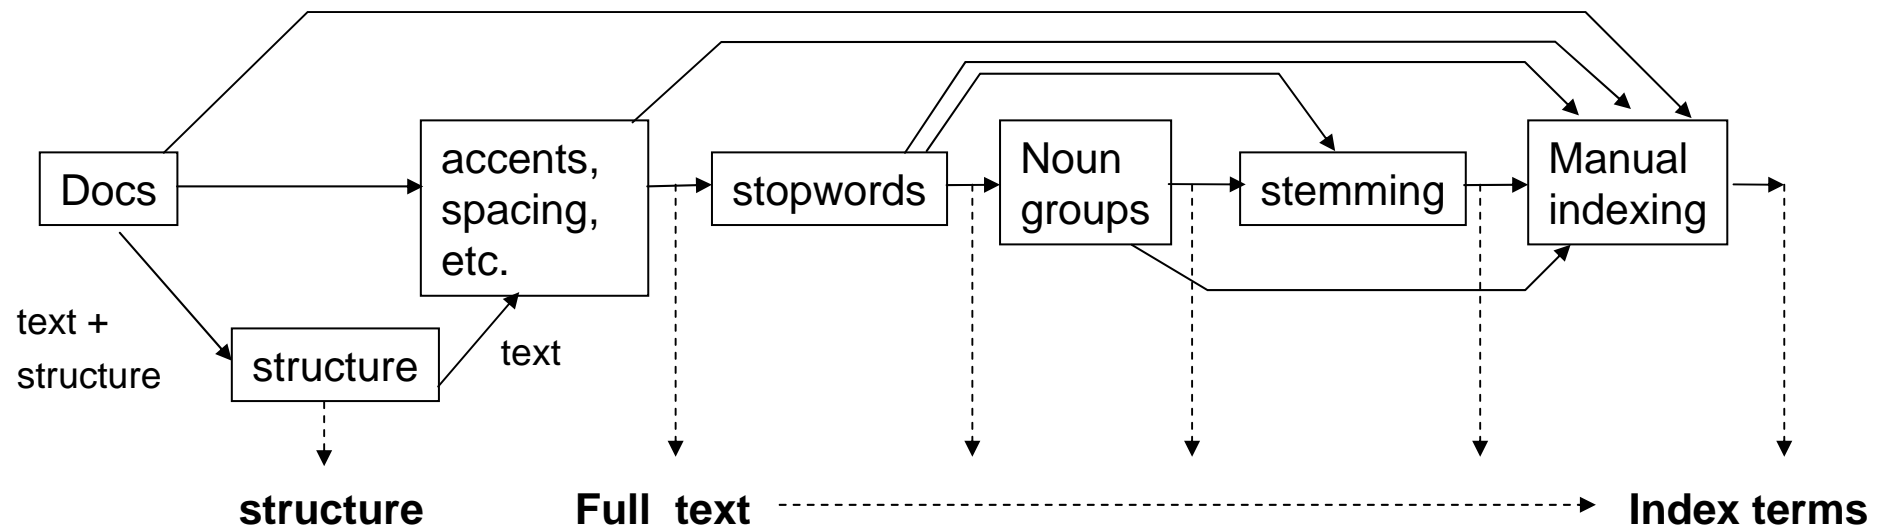 Docs
accents,
spacing,
etc.
stopwords
Noun
groups
stemming
Manual
indexing
text +
structure
structure
text
structure
Full text
Index terms